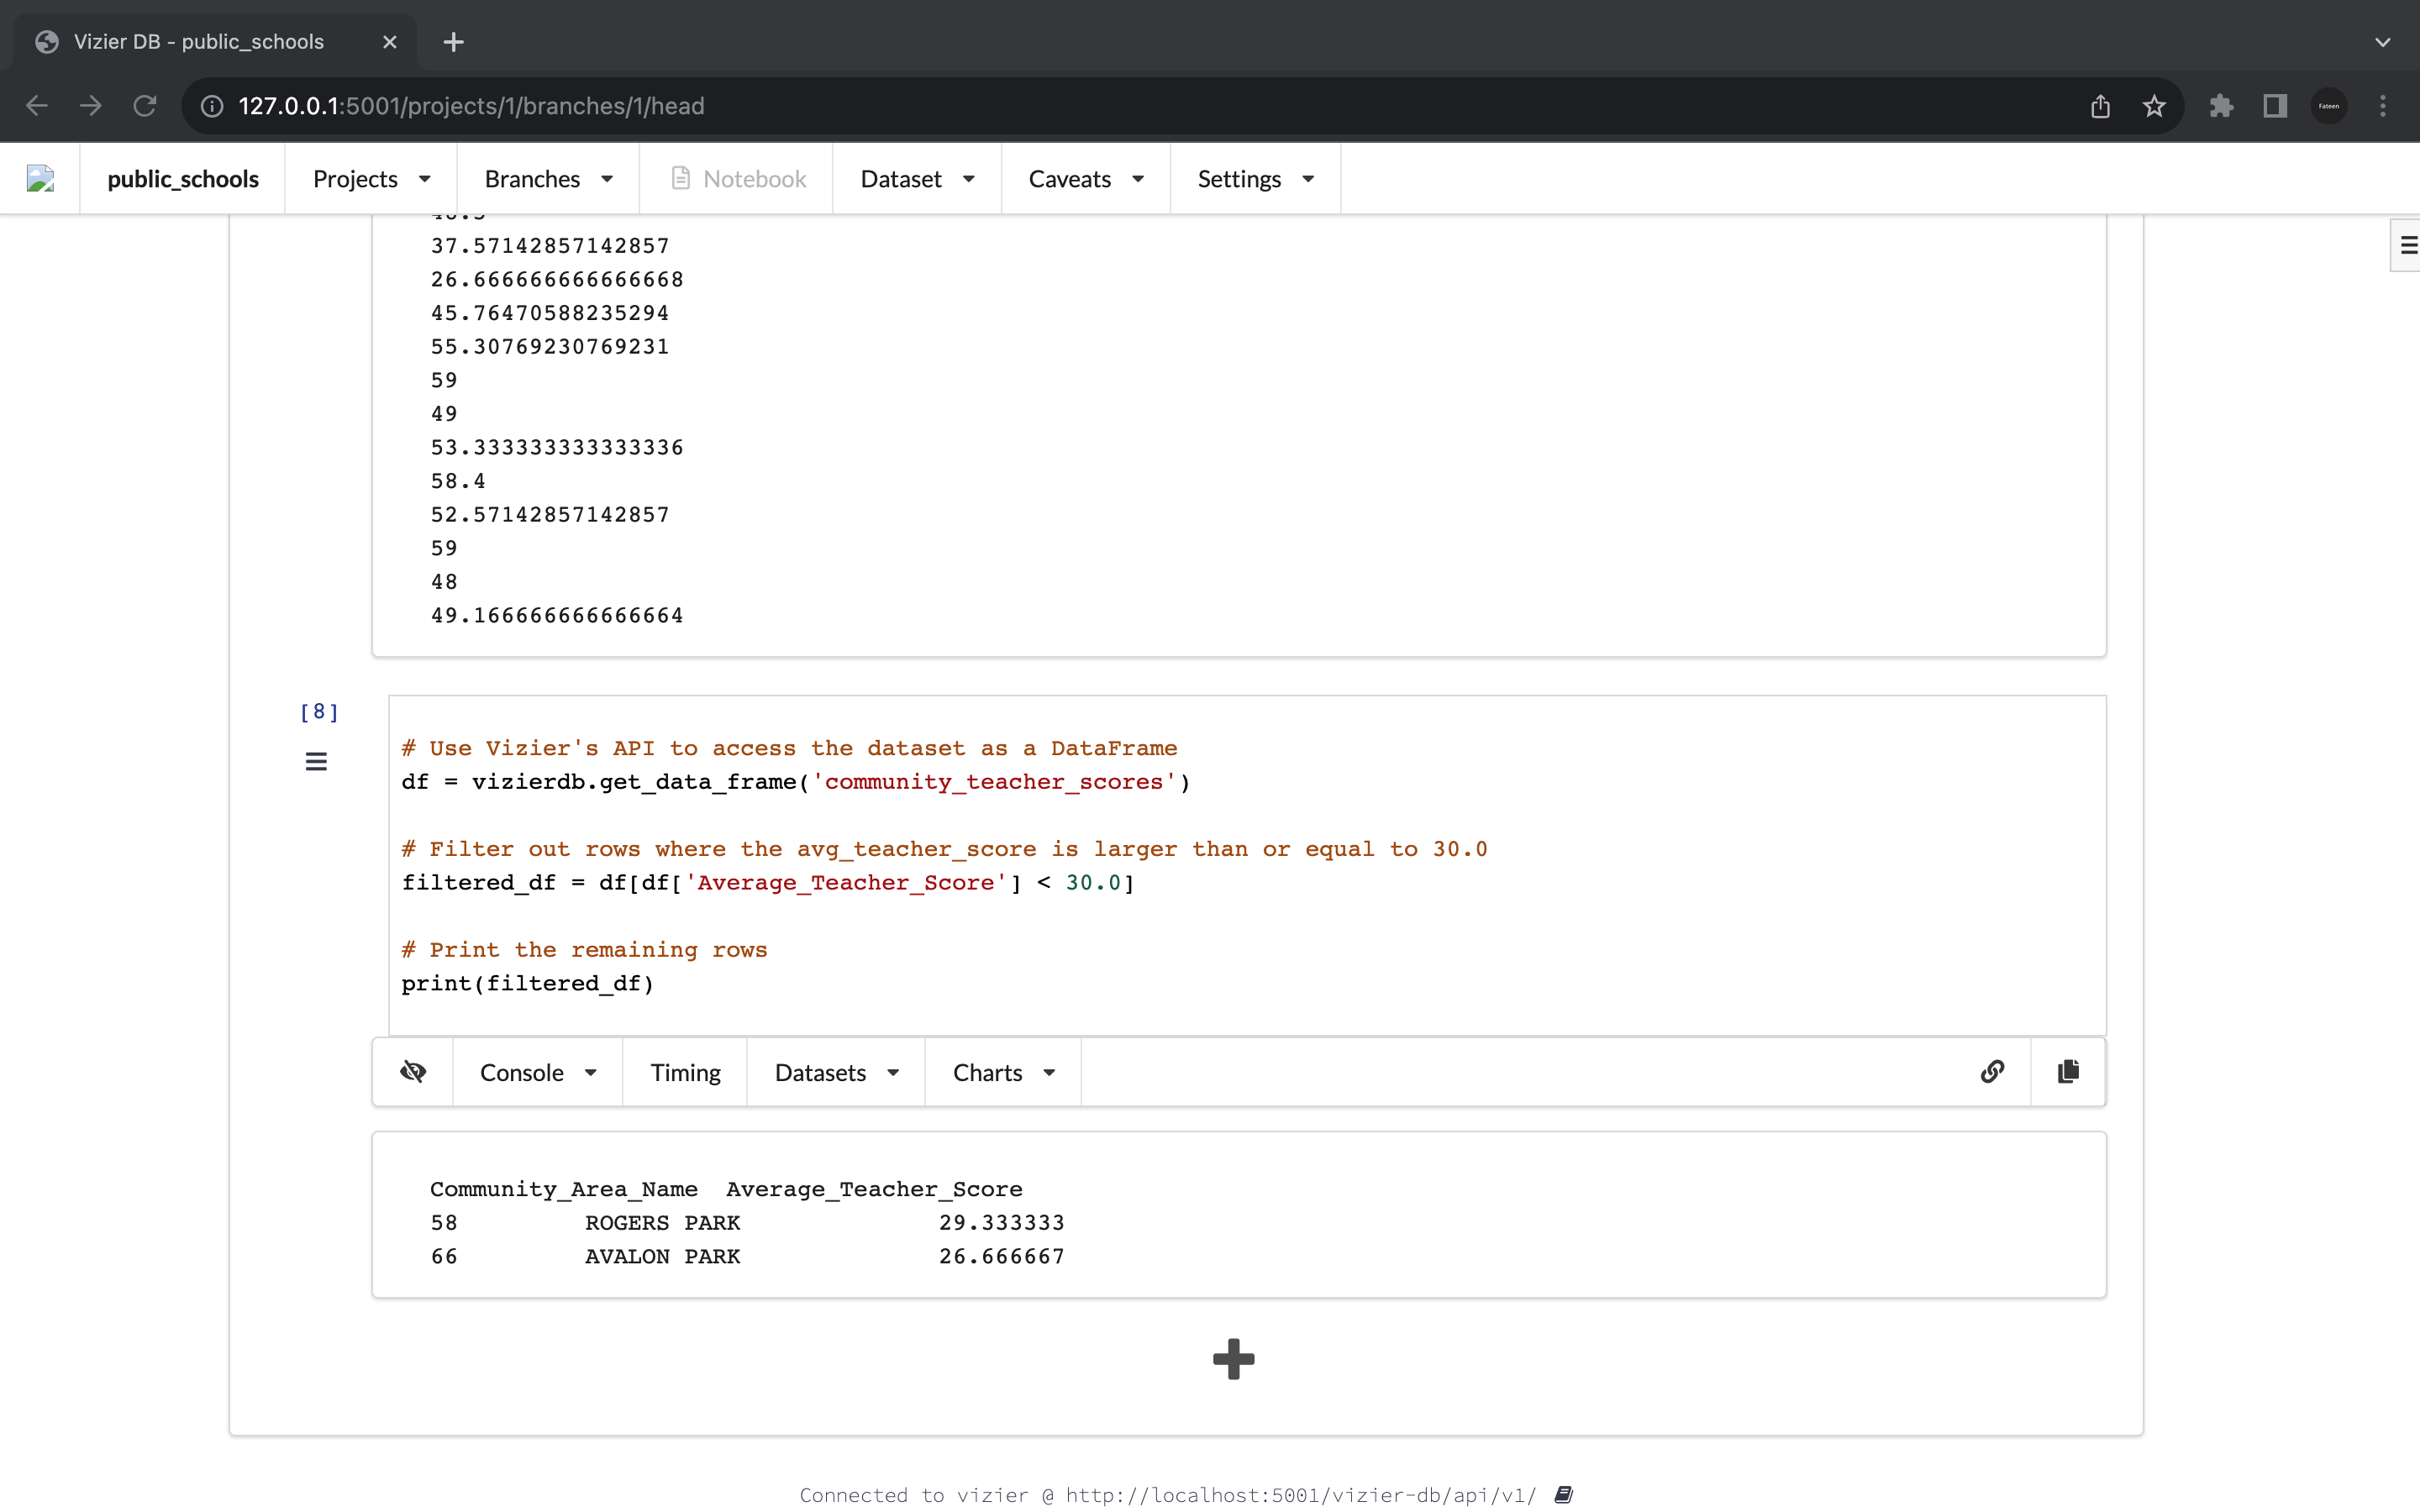 Vizier DB - public_schools
127.0.0.1:5001/projects/1/branches/1/head
Fateen
public_schools Projects Branches Notebook Dataset Caveats Settings
37.57142857142857
26.666666666666668
45.76470588235294
55.30769230769231
59
49
53.333333333333336
58.4
52.57142857142857
59
48
49.166666666666664
[8]
# Use Vizier's API to access the dataset as a DataFrame
df = vizierdb.get_data_frame('community_teacher_scores')
# Filter out rows where the avg_teacher_score is larger than or equal to 30.0
filtered_df = df[df['Average_Teacher_Score'] < 30.0]
# Print the remaining rows
print(filtered_df)
Console Timing Datasets Charts
Community_Area_Name Average_Teacher_Score
58 ROGERS PARK 29.333333
66 AVALON PARK 26.666667
Connected to vizier @ http://localhost:5001/vizier-db/api/v1/